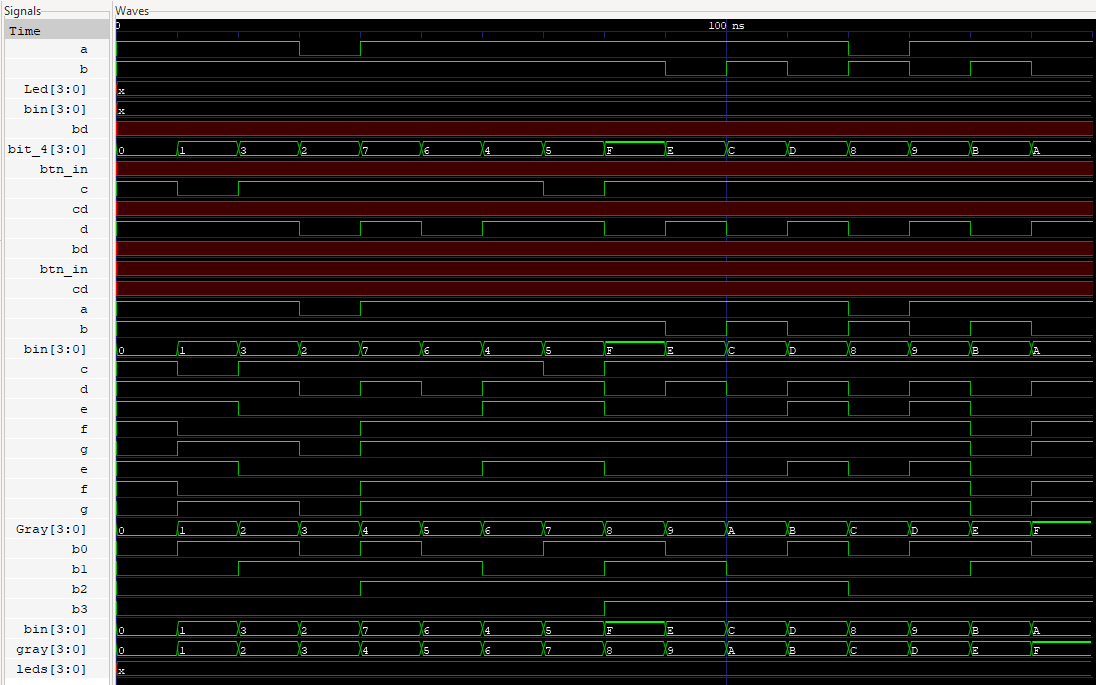 Signals Waves
Time 0 100 ns
a
b
Led[3:0] x
bin[3:0] x
bd
bit_4[3:0] 0 1 3 2 7 6 4 5 F E C D 8 9 B A
btn_in
c
cd
d
bd
btn_in
cd
a
b
bin[3:0] 0 1 3 2 7 6 4 5 F E C D 8 9 B A
c
d
e
f
g
e
f
g
Gray[3:0] 0 1 2 3 4 5 6 7 8 9 A B C D E F
b0
b1
b2
b3
bin[3:0] 0 1 3 2 7 6 4 5 F E C D 8 9 B A
gray[3:0] 0 1 2 3 4 5 6 7 8 9 A B C D E F
leds[3:0] x